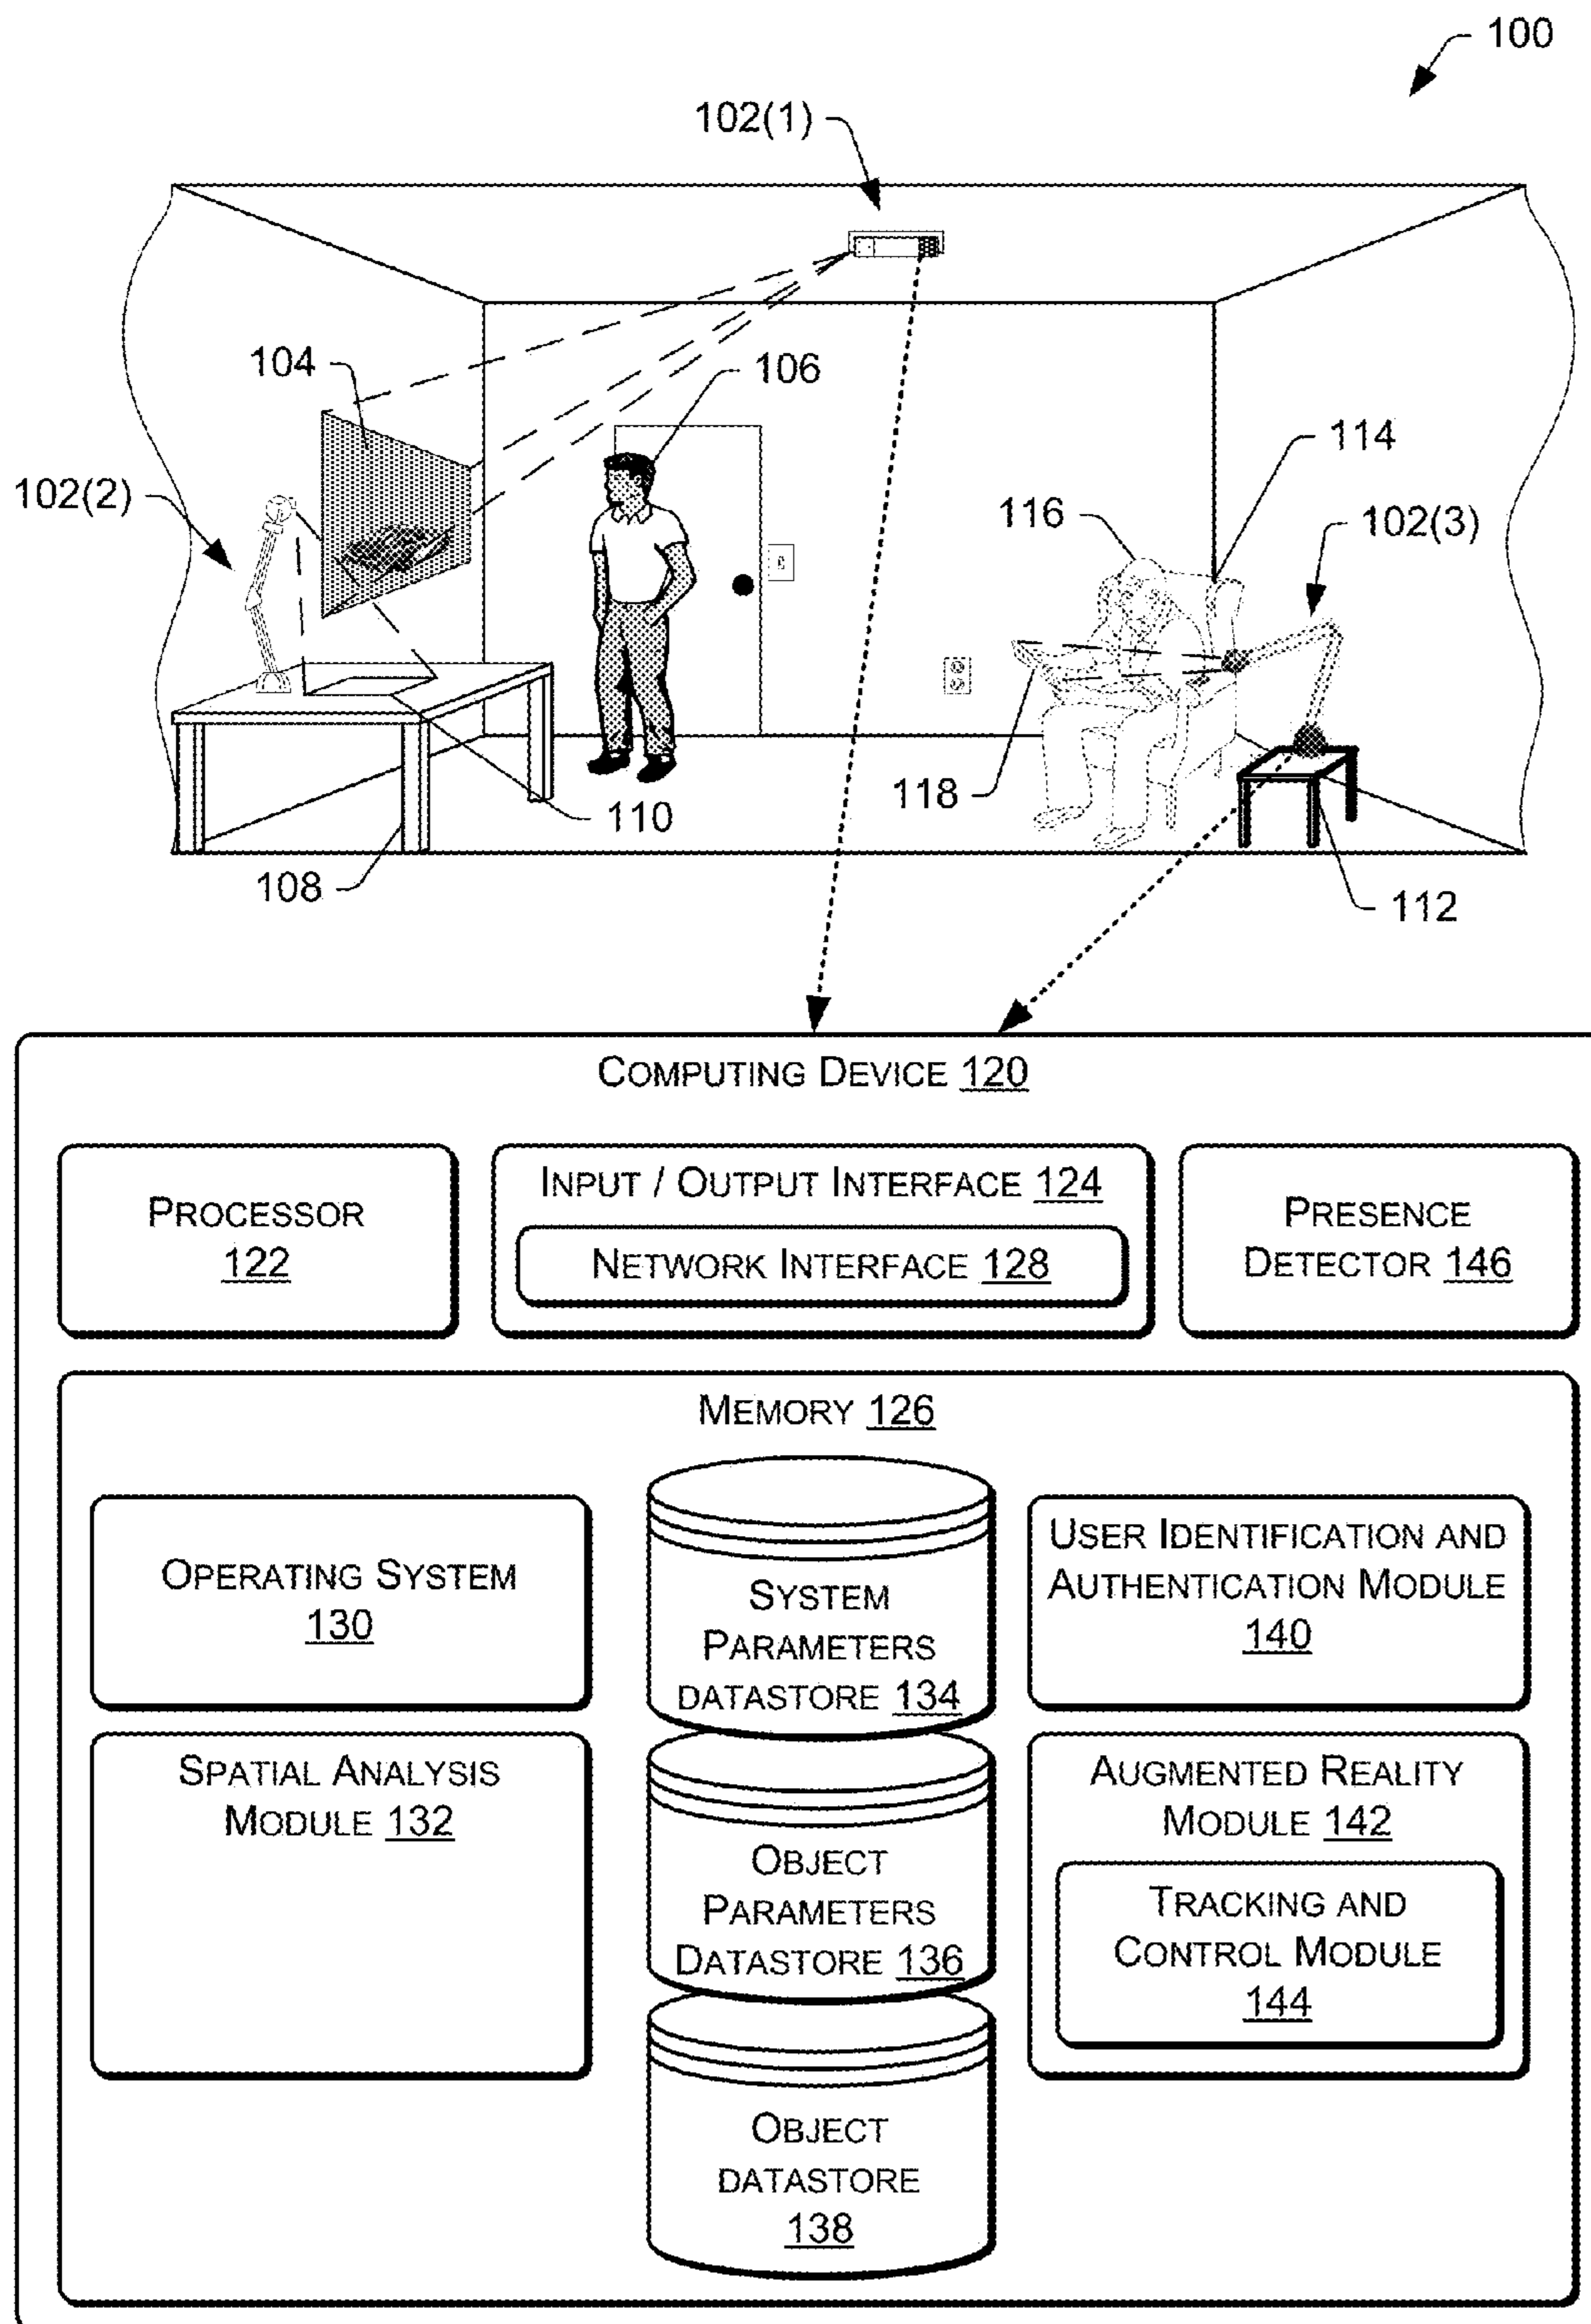 100
102(1)
104
106
114
102(2)
116
102(3)
118
110
108
112
COMPUTING DEVICE 120
PROCESSOR
122
INPUT / OUTPUT INTERFACE 124
NETWORK INTERFACE 128
PRESENCE
DETECTOR 146
MEMORY 126
OPERATING SYSTEM
130
SPATIAL ANALYSIS
MODULE 132
SYSTEM
PARAMETERS
DATASTORE 134
OBJECT
PARAMETERS
DATASTORE 136
OBJECT
DATASTORE
138
USER IDENTIFICATION AND
AUTHENTICATION MODULE
140
AUGMENTED REALITY
MODULE 142
TRACKING AND
CONTROL MODULE
144